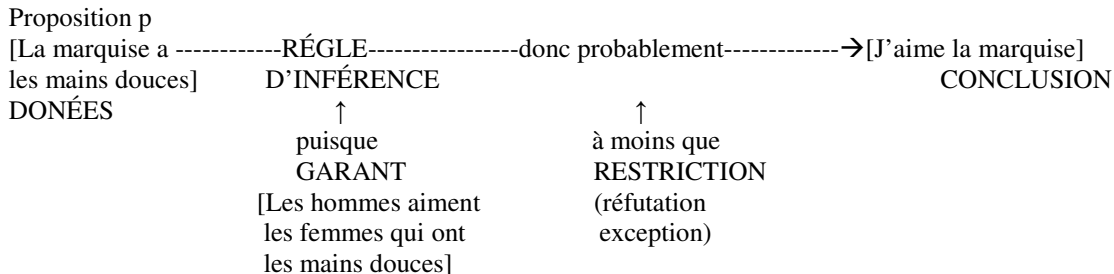 Proposition p
[La marquise a ------------RÉGLE-----------------donc probablement-------------→[J'aime la marquise]
les mains douces] D'INFÉRENCE CONCLUSION
DONÉES ↑ ↑
puisque à moins que
GARANT RESTRICTION
[Les hommes aiment (réfutation
les femmes qui ont exception)
les mains douces]